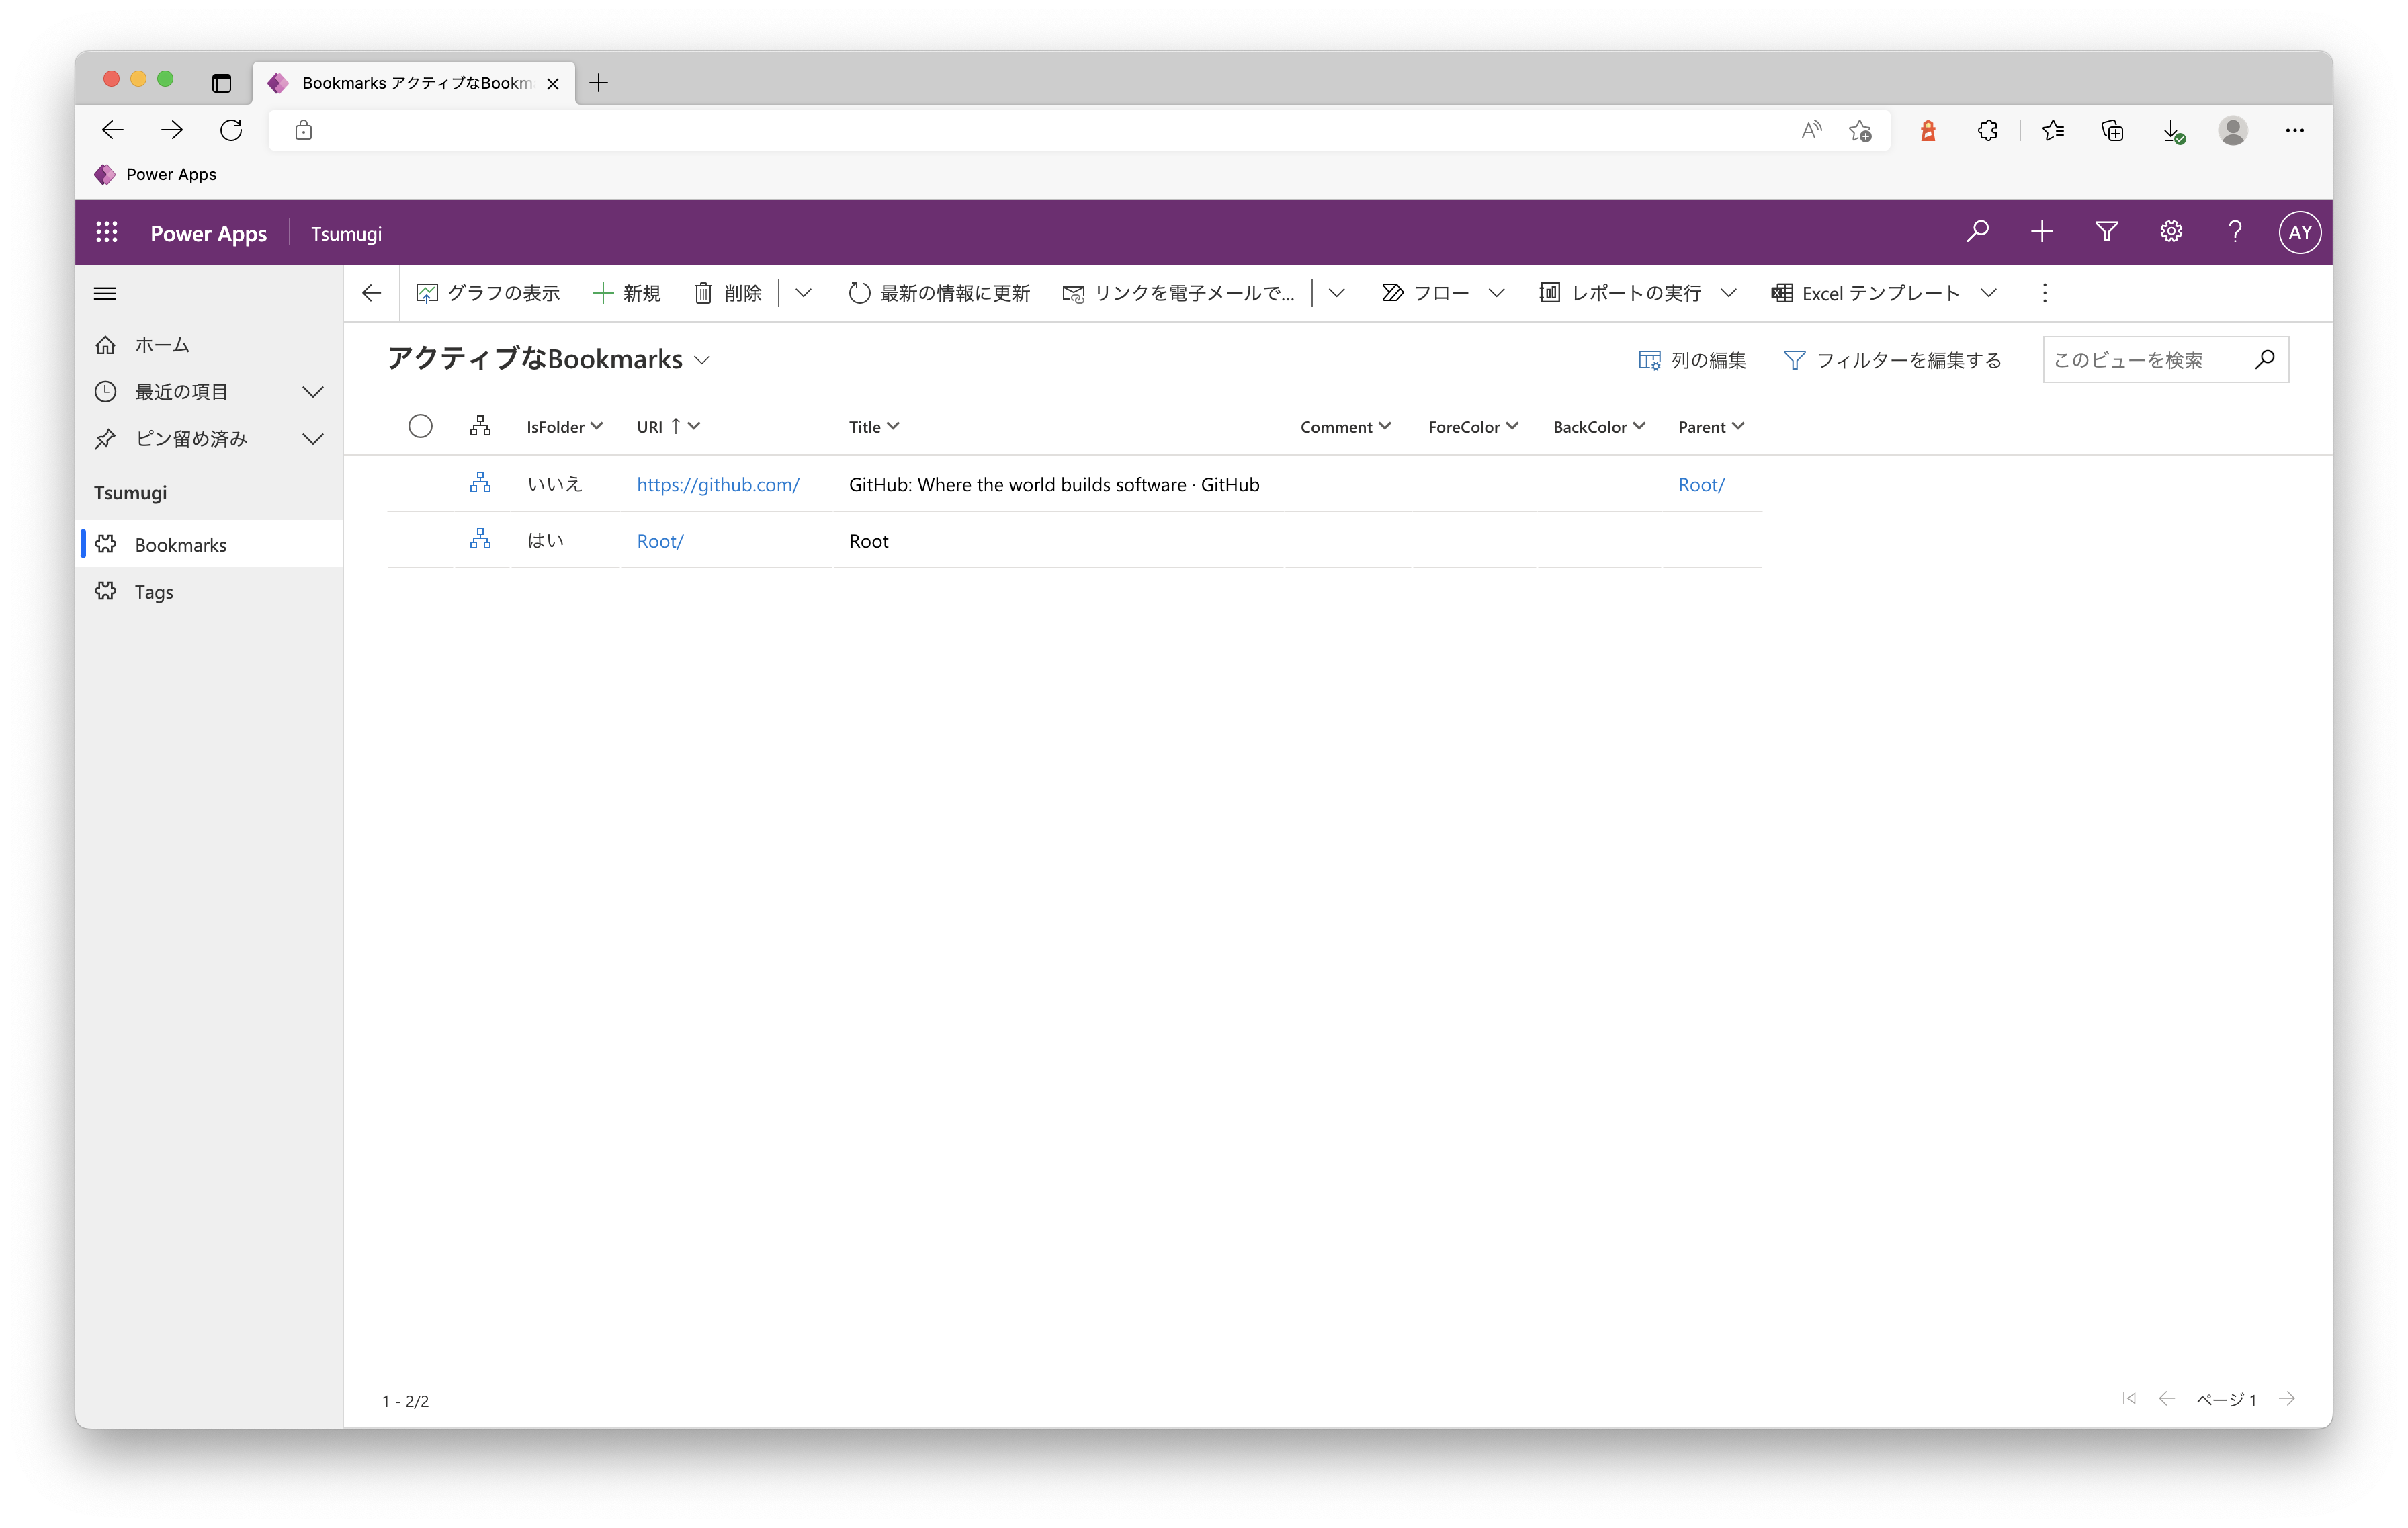 Bookmarks アクティブなBookm
Power Apps
Power Apps Tsumugi AY
グラフの表示 新規 削除 最新の情報に更新 リンクを電子メールで... フロー レポートの実行 Excel テンプレート
ホーム
最近の項目
ピン留め済み
Tsumugi
Bookmarks
Tags
アクティブなBookmarks 列の編集 フィルターを編集する このビューを検索
IsFolder URI ↑ Title Comment ForeColor BackColor Parent
いいえ https://github.com/ GitHub: Where the world builds software · GitHub Root/
はい Root/ Root
1 - 2/2 ページ 1